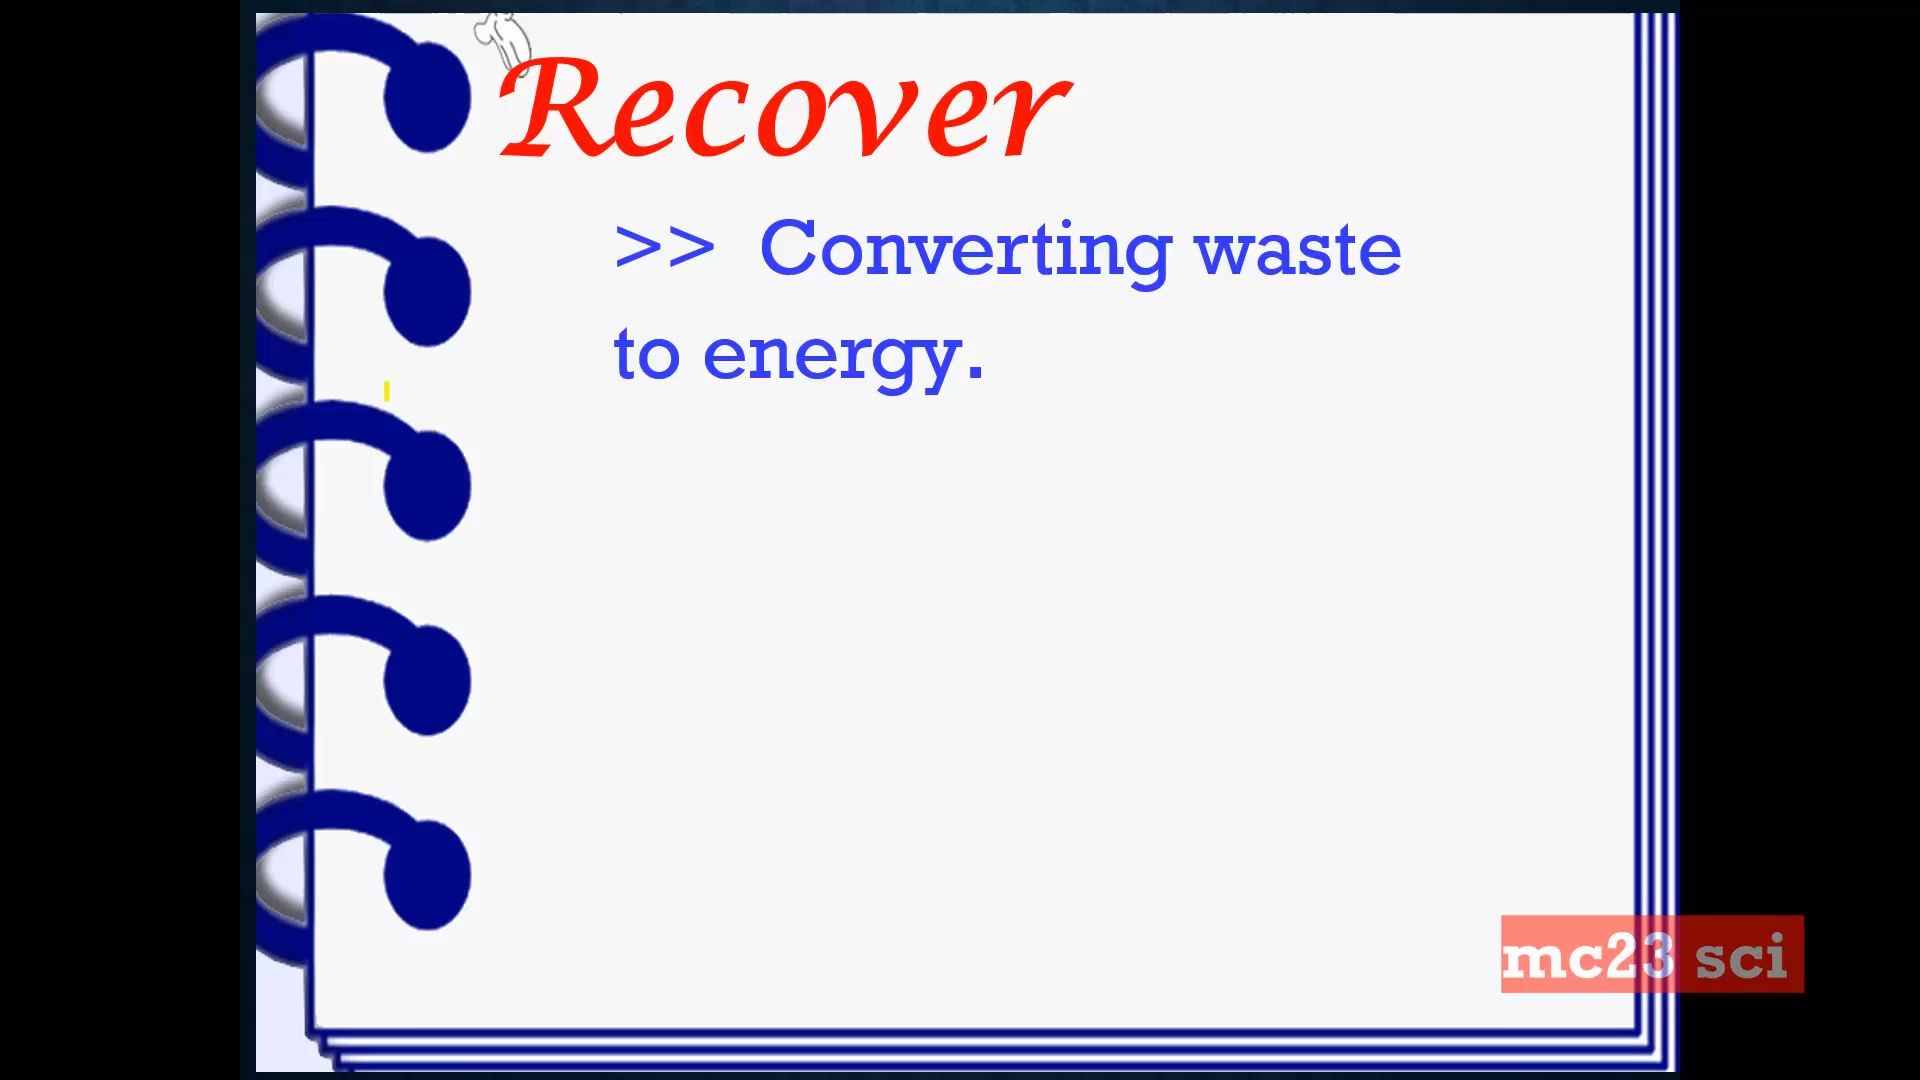 Recover
>> Converting waste
to energy.
mc23 sci